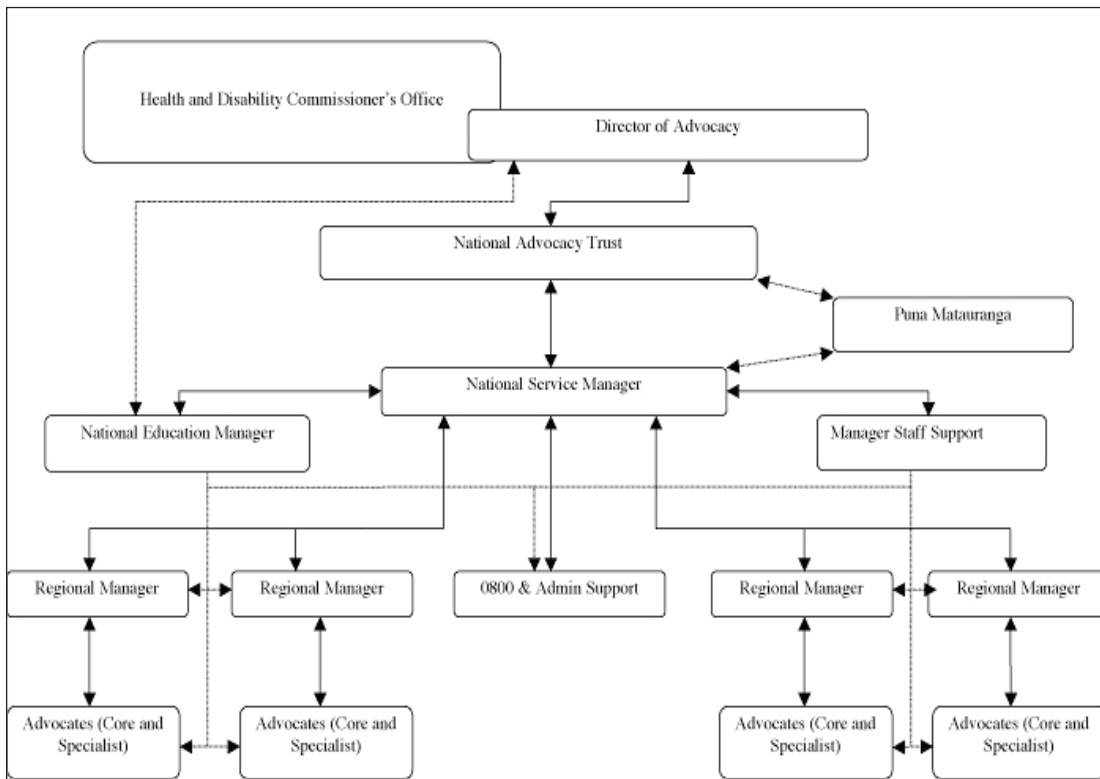 Health and Disability Commissioner's Office
Director of Advocacy
National Advocacy Trust
Puna Matauranga
National Service Manager
National Education Manager
Manager Staff Support
Regional Manager
Regional Manager
0800 & Admin Support
Regional Manager
Regional Manager
Advocates (Core and
Specialist)
Advocates (Core and
Specialist)
Advocates (Core and
Specialist)
Advocates (Core and
Specialist)